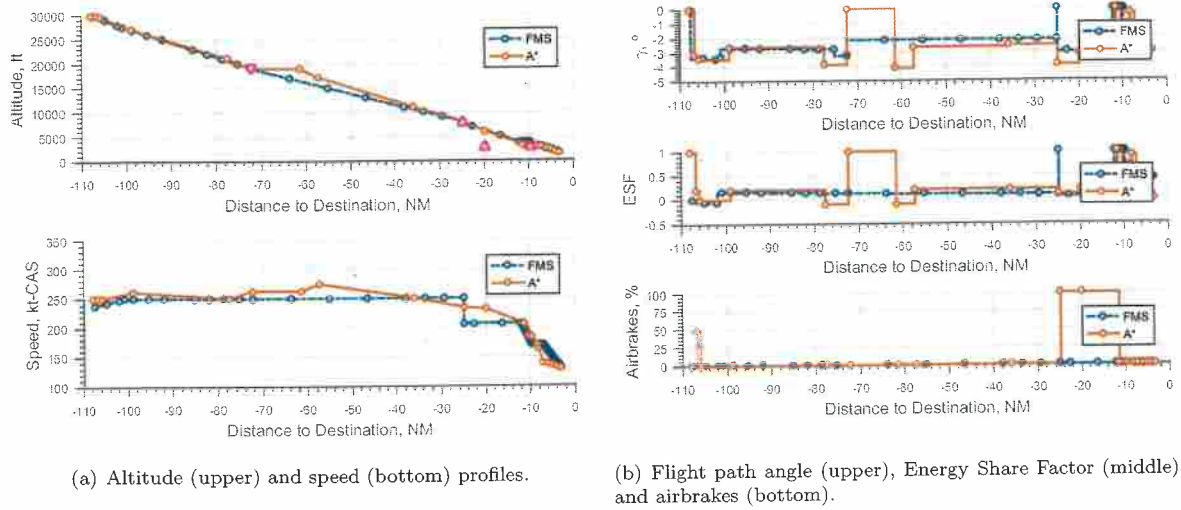 30000
25000
20000
15000
10000
5000
0
Altitude, ft
FMS
A*
-110 -100 -90 -80 -70 -60 -50 -40 -30 -20 -10 0
Distance to Destination, NM
350
300
250
200
150
100
Speed, kt-CAS
FMS
A*
-110 -100 -90 -80 -70 -60 -50 -40 -30 -20 -10 0
Distance to Destination, NM
(a) Altitude (upper) and speed (bottom) profiles.
0
-1
-2
-3
-4
-5
γ, °
FMS
A*
-110 -100 -90 -80 -70 -60 -50 -40 -30 -20 -10 0
Distance to Destination, NM
1
0.5
0
-0.5
ESF
FMS
A*
-110 -100 -90 -80 -70 -60 -50 -40 -30 -20 -10 0
Distance to Destination, NM
100
75
50
25
0
Airbrakes, %
FMS
A*
-110 -100 -90 -80 -70 -60 -50 -40 -30 -20 -10 0
Distance to Destination, NM
(b) Flight path angle (upper), Energy Share Factor (middle)
and airbrakes (bottom).